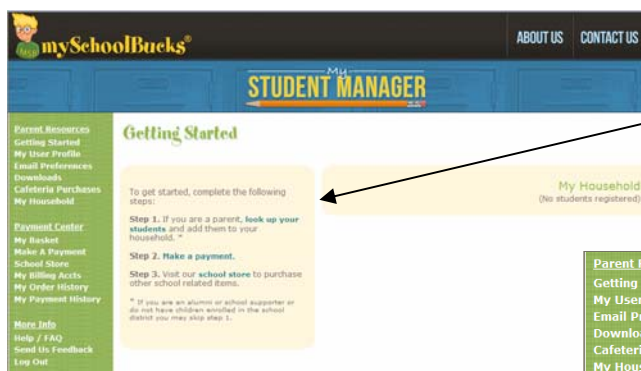 mySchoolBucks®
ABOUT US CONTACT US
My
STUDENT MANAGER
Parent Resources
Getting Started
My User Profile
Email Preferences
Downloads
Cafeteria Purchases
My Household
Payment Center
My Basket
Make A Payment
School Store
My Billing Accts
My Order History
My Payment History
More Info
Help / FAQ
Send Us Feedback
Log Out
Getting Started
To get started, complete the following
steps:
Step 1. If you are a parent, look up your
students and add them to your
household. *
Step 2. Make a payment.
Step 3. Visit our school store to purchase
other school related items.
* If you are an alumni or school supporter or
do not have children enrolled in the school
district you may skip step 1.
My Household
(No students registered)
Parent
Getting
My User
Email P
Downlo
Cafeteri
My Hou